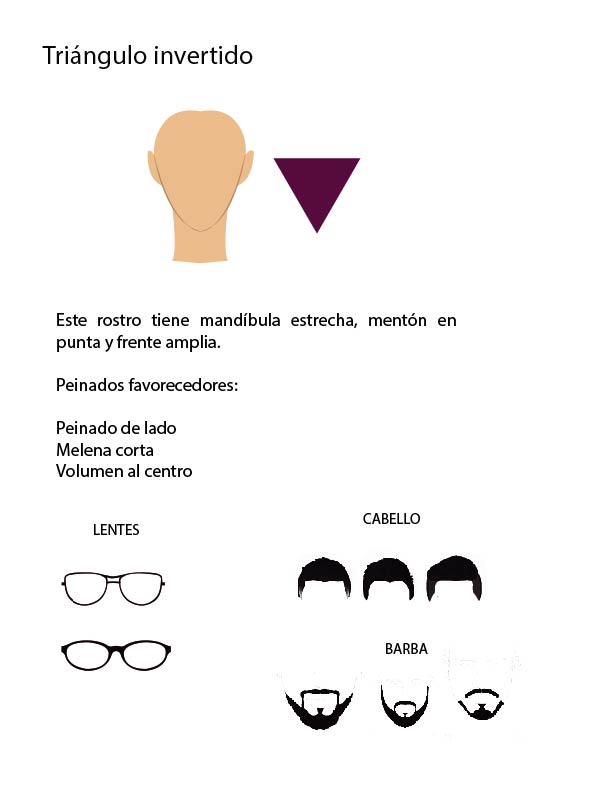 Triángulo invertido
Este rostro tiene mandíbula estrecha, mentón en
punta y frente amplia.
Peinados favorecedores:
Peinado de lado
Melena corta
Volumen al centro
LENTES
CABELLO
BARBA